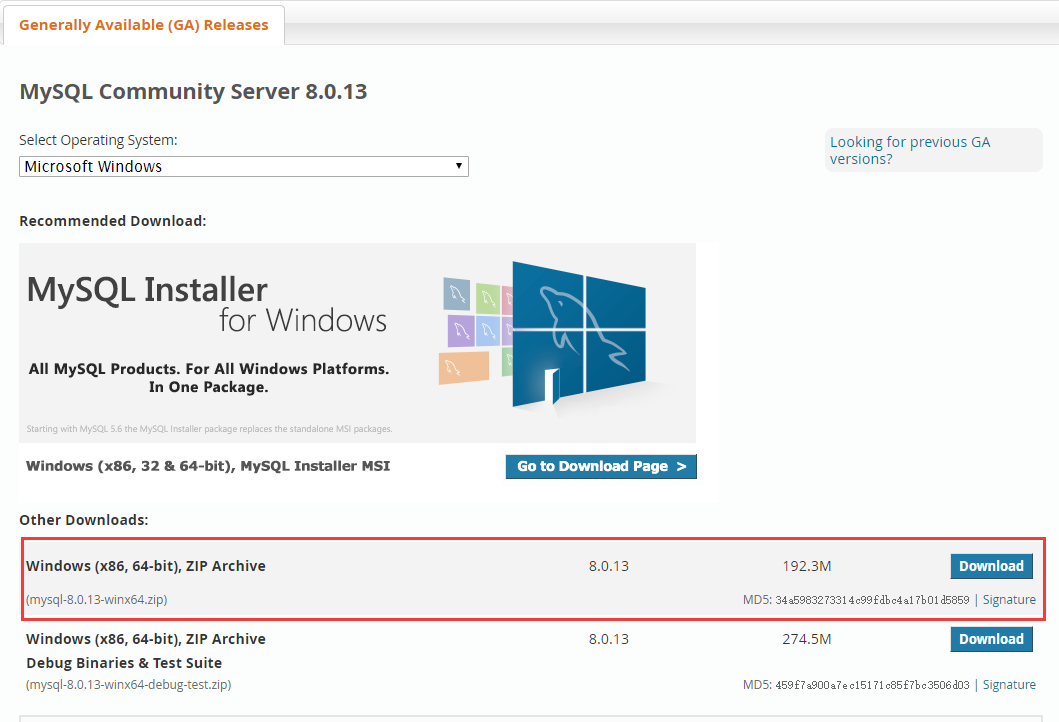 Generally Available (GA) Releases
MySQL Community Server 8.0.13
Select Operating System:
Microsoft Windows
Looking for previous GA
versions?
Recommended Download:
MySQL Installer
for Windows
All MySQL Products. For All Windows Platforms.
In One Package.
Starting with MySQL 5.6 the MySQL Installer package replaces the standalone MSI packages.
Windows (x86, 32 & 64-bit), MySQL Installer MSI
Go to Download Page >
Other Downloads:
Windows (x86, 64-bit), ZIP Archive 8.0.13 192.3M Download
(mysql-8.0.13-winx64.zip) MD5: 34a5983273314c99fdbc4a17b01d5859 | Signature
Windows (x86, 64-bit), ZIP Archive 8.0.13 274.5M Download
Debug Binaries & Test Suite
(mysql-8.0.13-winx64-debug-test.zip) MD5: 459f7a900a7ec15171c85f7bc3506d03 | Signature